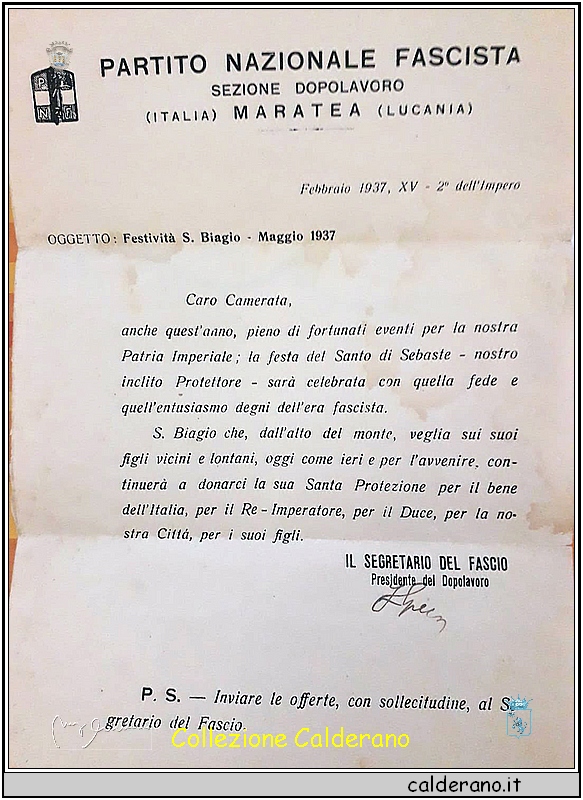 PARTITO NAZIONALE FASCISTA
SEZIONE DOPOLAVORO
(ITALIA) MARATEA (LUCANIA)
P N
Febbraio 1937, XV - 2º dell'Impero
OGGETTO: Festività S. Biagio - Maggio 1937
Caro Camerata,
anche quest'anno, pieno di fortunati eventi per la nostra
Patria Imperiale; la festa del Santo di Sebaste - nostro
inclito Protettore - sarà celebrata con quella fede e
quell'entusiasmo degni dell'era fascista.
S. Biagio che, dall'alto del monte, veglia sui suoi
figli vicini e lontani, oggi come ieri e per l'avvenire, con-
tinuerà a donarci la sua Santa Protezione per il bene
dell'Italia, per il Re-Imperatore, per il Duce, per la no-
stra Cittá, per i suoi figli.
IL SEGRETARIO DEL FASCIO
Presidente del Dopolavoro
P. S. — Inviare le offerte, con sollecitudine, al Se
gretario del Fascio.
Collezione Calderano
calderano.it